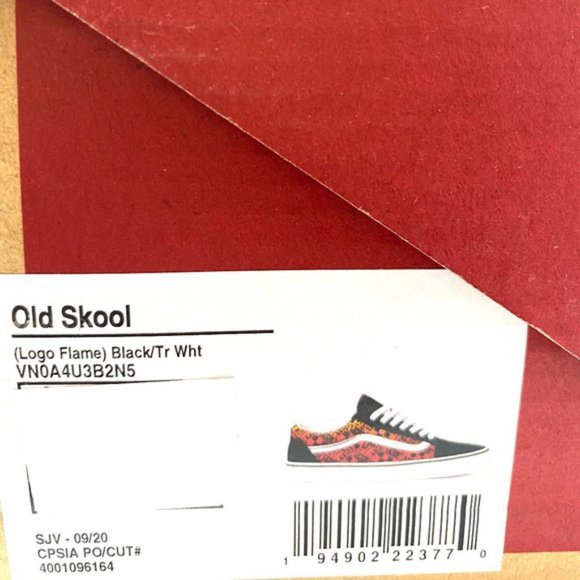 Old Skool
(Logo Flame) Black/Tr Wht
VN0A4U3B2N5
SJV - 09/20
CPSIA PO/CUT#
4001096164
1 94902 22377 0